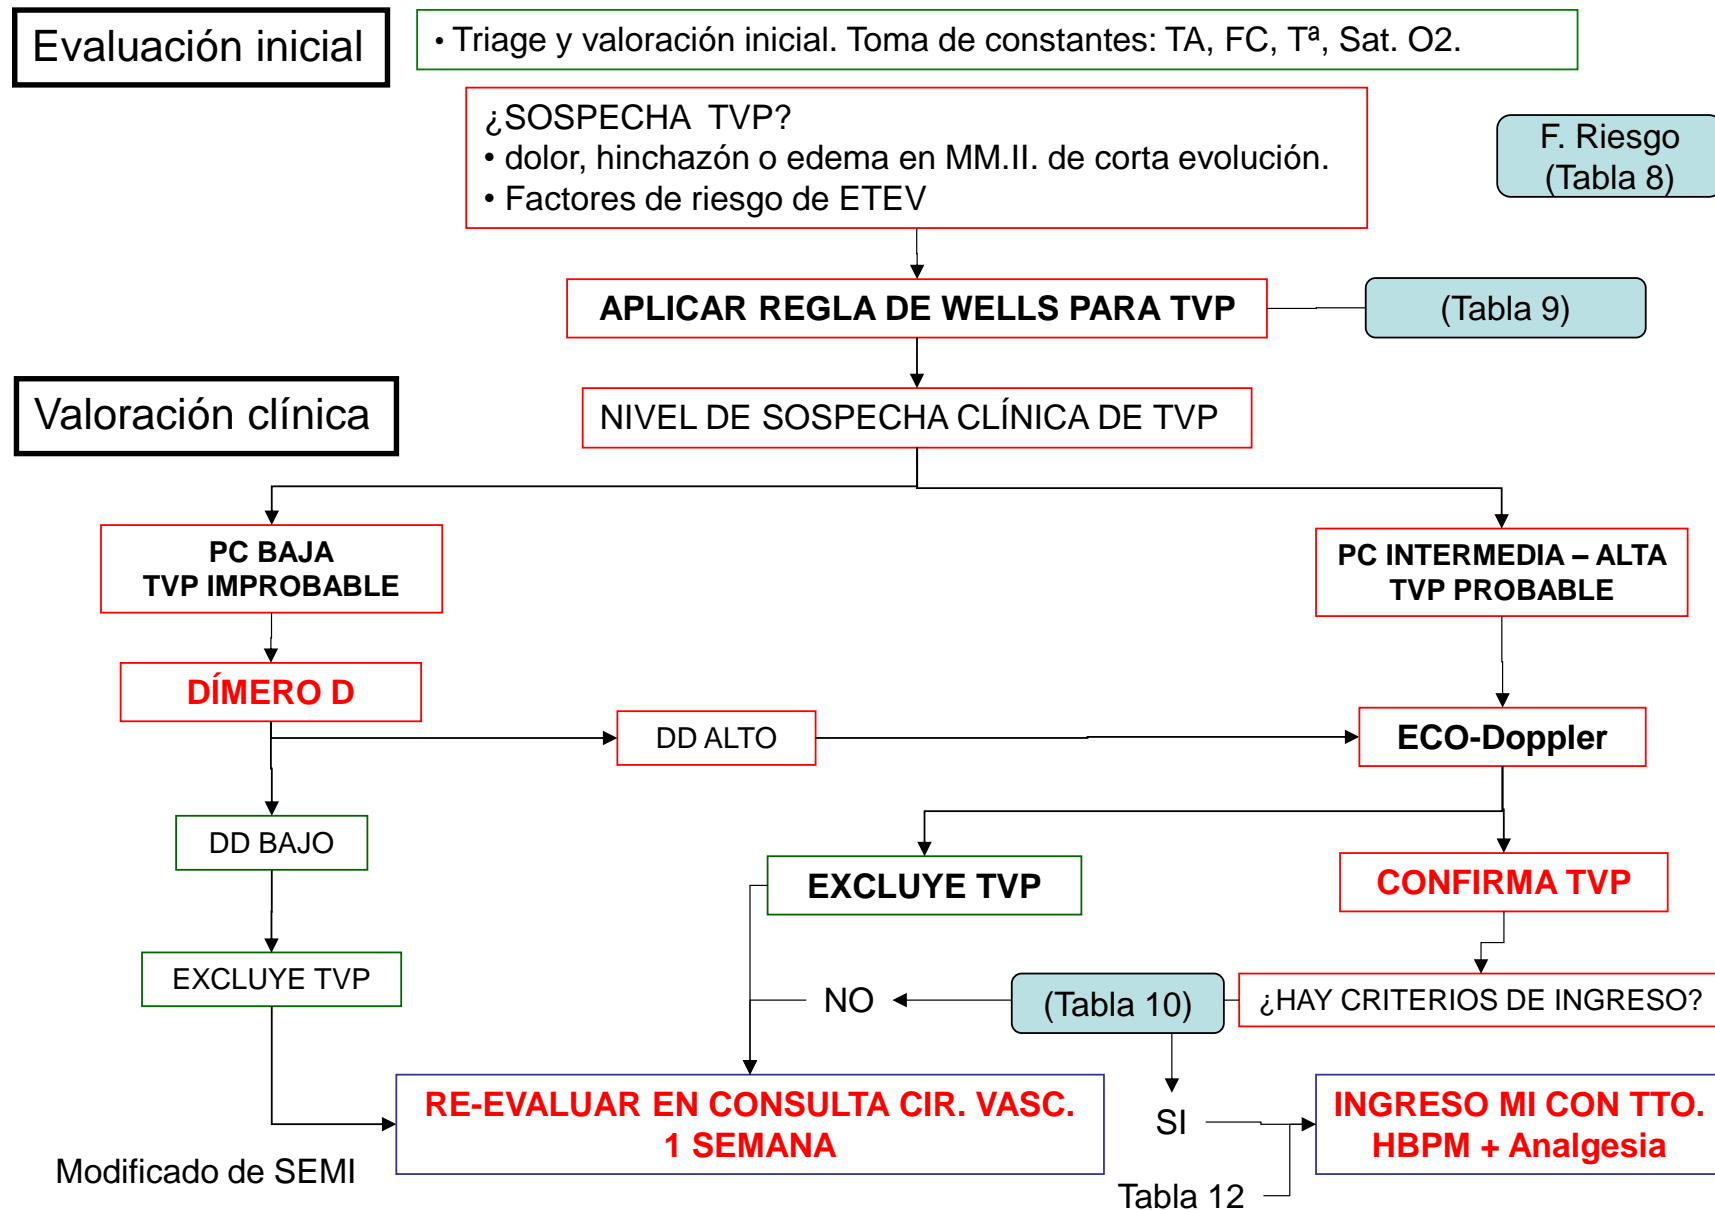 Evaluación inicial
• Triage y valoración inicial. Toma de constantes: TA, FC, Tª, Sat. O2.
¿SOSPECHA TVP?
• dolor, hinchazón o edema en MM.II. de corta evolución.
• Factores de riesgo de ETEV
F. Riesgo
(Tabla 8)
APLICAR REGLA DE WELLS PARA TVP
(Tabla 9)
Valoración clínica
NIVEL DE SOSPECHA CLÍNICA DE TVP
PC BAJA
TVP IMPROBABLE
PC INTERMEDIA – ALTA
TVP PROBABLE
DÍMERO D
DD ALTO
ECO-Doppler
DD BAJO
EXCLUYE TVP
CONFIRMA TVP
EXCLUYE TVP
NO
(Tabla 10)
¿HAY CRITERIOS DE INGRESO?
RE-EVALUAR EN CONSULTA CIR. VASC.
1 SEMANA
SI
INGRESO MI CON TTO.
HBPM + Analgesia
Modificado de SEMI
Tabla 12